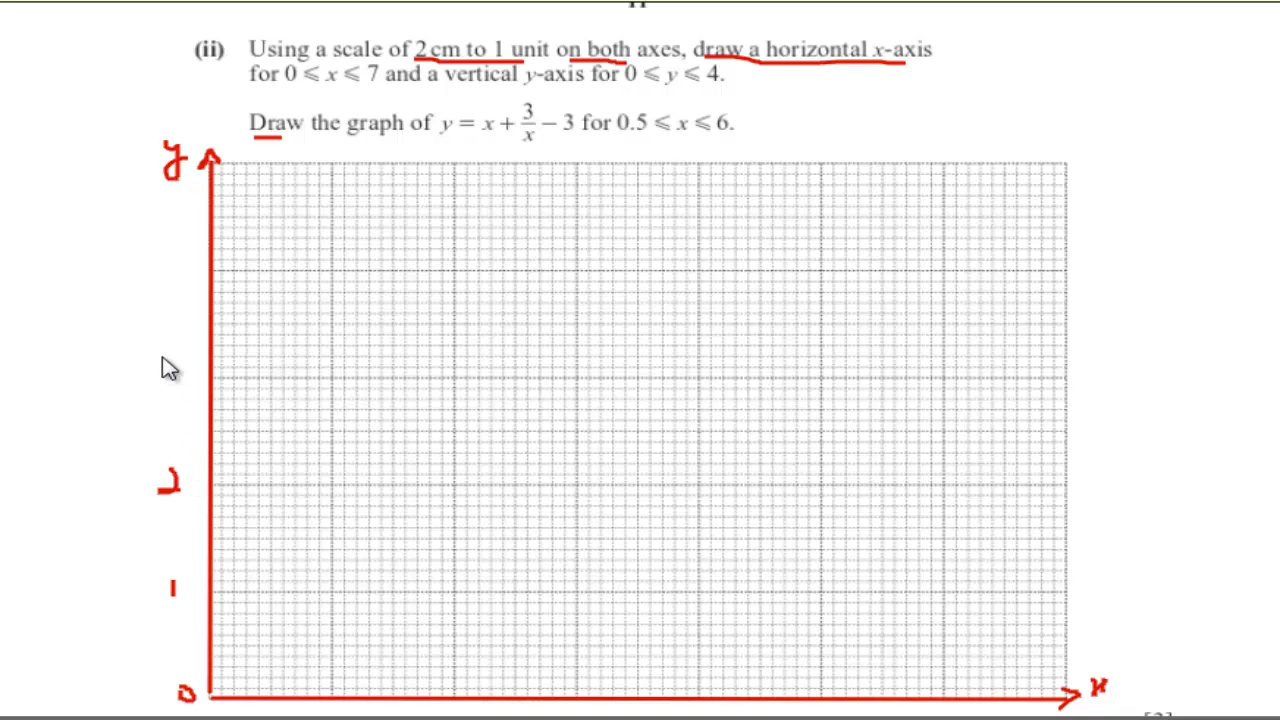 (ii) Using a scale of 2 cm to 1 unit on both axes, draw a horizontal x-axis
for 0 ⩽ x ⩽ 7 and a vertical y-axis for 0 ⩽ y ⩽ 4.
Draw the graph of y = x + 3/x − 3 for 0.5 ⩽ x ⩽ 6.
y
2
1
0
x